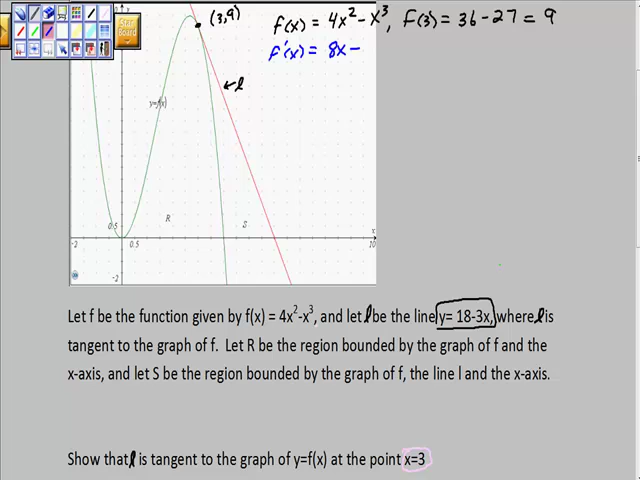 Star Board
(3,9)
f(x) = 4x² - x³, F(3) = 36 - 27 = 9
f'(x) = 8x -
l
y=f(x)
R
S
x
0.5
-2
0.5
10
-2
Let f be the function given by f(x) = 4x²-x³, and let l be the line y= 18-3x, where l is
tangent to the graph of f. Let R be the region bounded by the graph of f and the
x-axis, and let S be the region bounded by the graph of f, the line l and the x-axis.
Show that l is tangent to the graph of y=f(x) at the point x=3